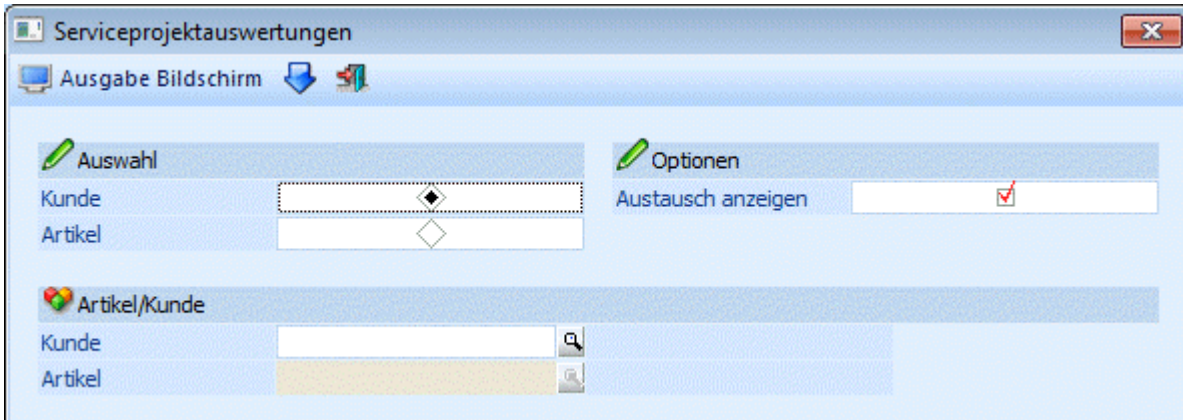 Serviceprojektauswertungen
Ausgabe Bildschirm
Auswahl
Kunde
Artikel
Optionen
Austausch anzeigen
Artikel/Kunde
Kunde
Artikel